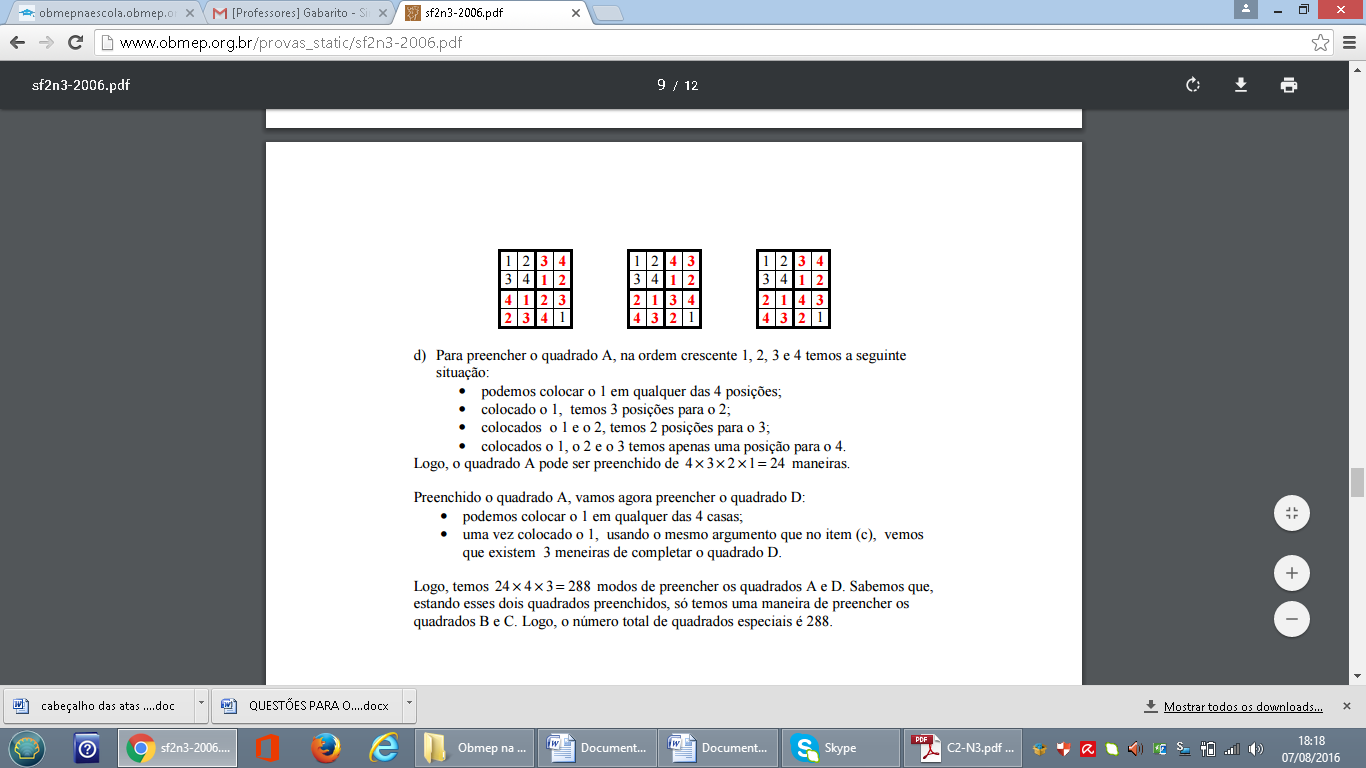 obmepnaescola.obmep.o
[Professores] Gabarito - Si
sf2n3-2006.pdf
www.obmep.org.br/provas_static/sf2n3-2006.pdf
sf2n3-2006.pdf
9 / 12
1 2 3 4
3 4 1 2
4 1 2 3
2 3 4 1
1 2 4 3
3 4 1 2
2 1 3 4
4 3 2 1
1 2 3 4
3 4 1 2
2 1 4 3
4 3 2 1
d) Para preencher o quadrado A, na ordem crescente 1, 2, 3 e 4 temos a seguinte
situação:
• podemos colocar o 1 em qualquer das 4 posições;
• colocado o 1, temos 3 posições para o 2;
• colocados o 1 e o 2, temos 2 posições para o 3;
• colocados o 1, o 2 e o 3 temos apenas uma posição para o 4.
Logo, o quadrado A pode ser preenchido de 4×3×2×1=24 maneiras.
Preenchido o quadrado A, vamos agora preencher o quadrado D:
• podemos colocar o 1 em qualquer das 4 casas;
• uma vez colocado o 1, usando o mesmo argumento que no item (c), vemos
que existem 3 meneiras de completar o quadrado D.
Logo, temos 24×4×3=288 modos de preencher os quadrados A e D. Sabemos que,
estando esses dois quadrados preenchidos, só temos uma maneira de preencher os
quadrados B e C. Logo, o número total de quadrados especiais é 288.
cabeçalho das atas ....doc
QUESTÕES PARA O....docx
Mostrar todos os downloads...
sf2n3-2006....
Obmep na ...
Document...
Document...
Skype
C2-N3.pdf ...
18:18
07/08/2016